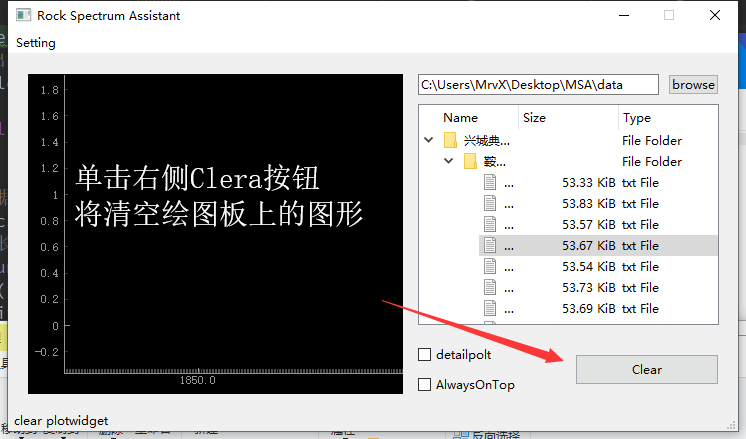 Rock Spectrum Assistant
Setting
1.8
1.6
1.4
1.2
1
0.8
0.6
0.4
0.2
0
-0.2
1850.0
单击右侧Clera按钮
将清空绘图板上的图形
C:\Users\MrvX\Desktop\MSA\data
browse
Name Size Type
兴城典... File Folder
鞍... File Folder
... 53.33 KiB txt File
... 53.83 KiB txt File
... 53.57 KiB txt File
... 53.67 KiB txt File
... 53.54 KiB txt File
... 53.73 KiB txt File
... 53.69 KiB txt File
detailpolt
AlwaysOnTop
Clear
clear plotwidget